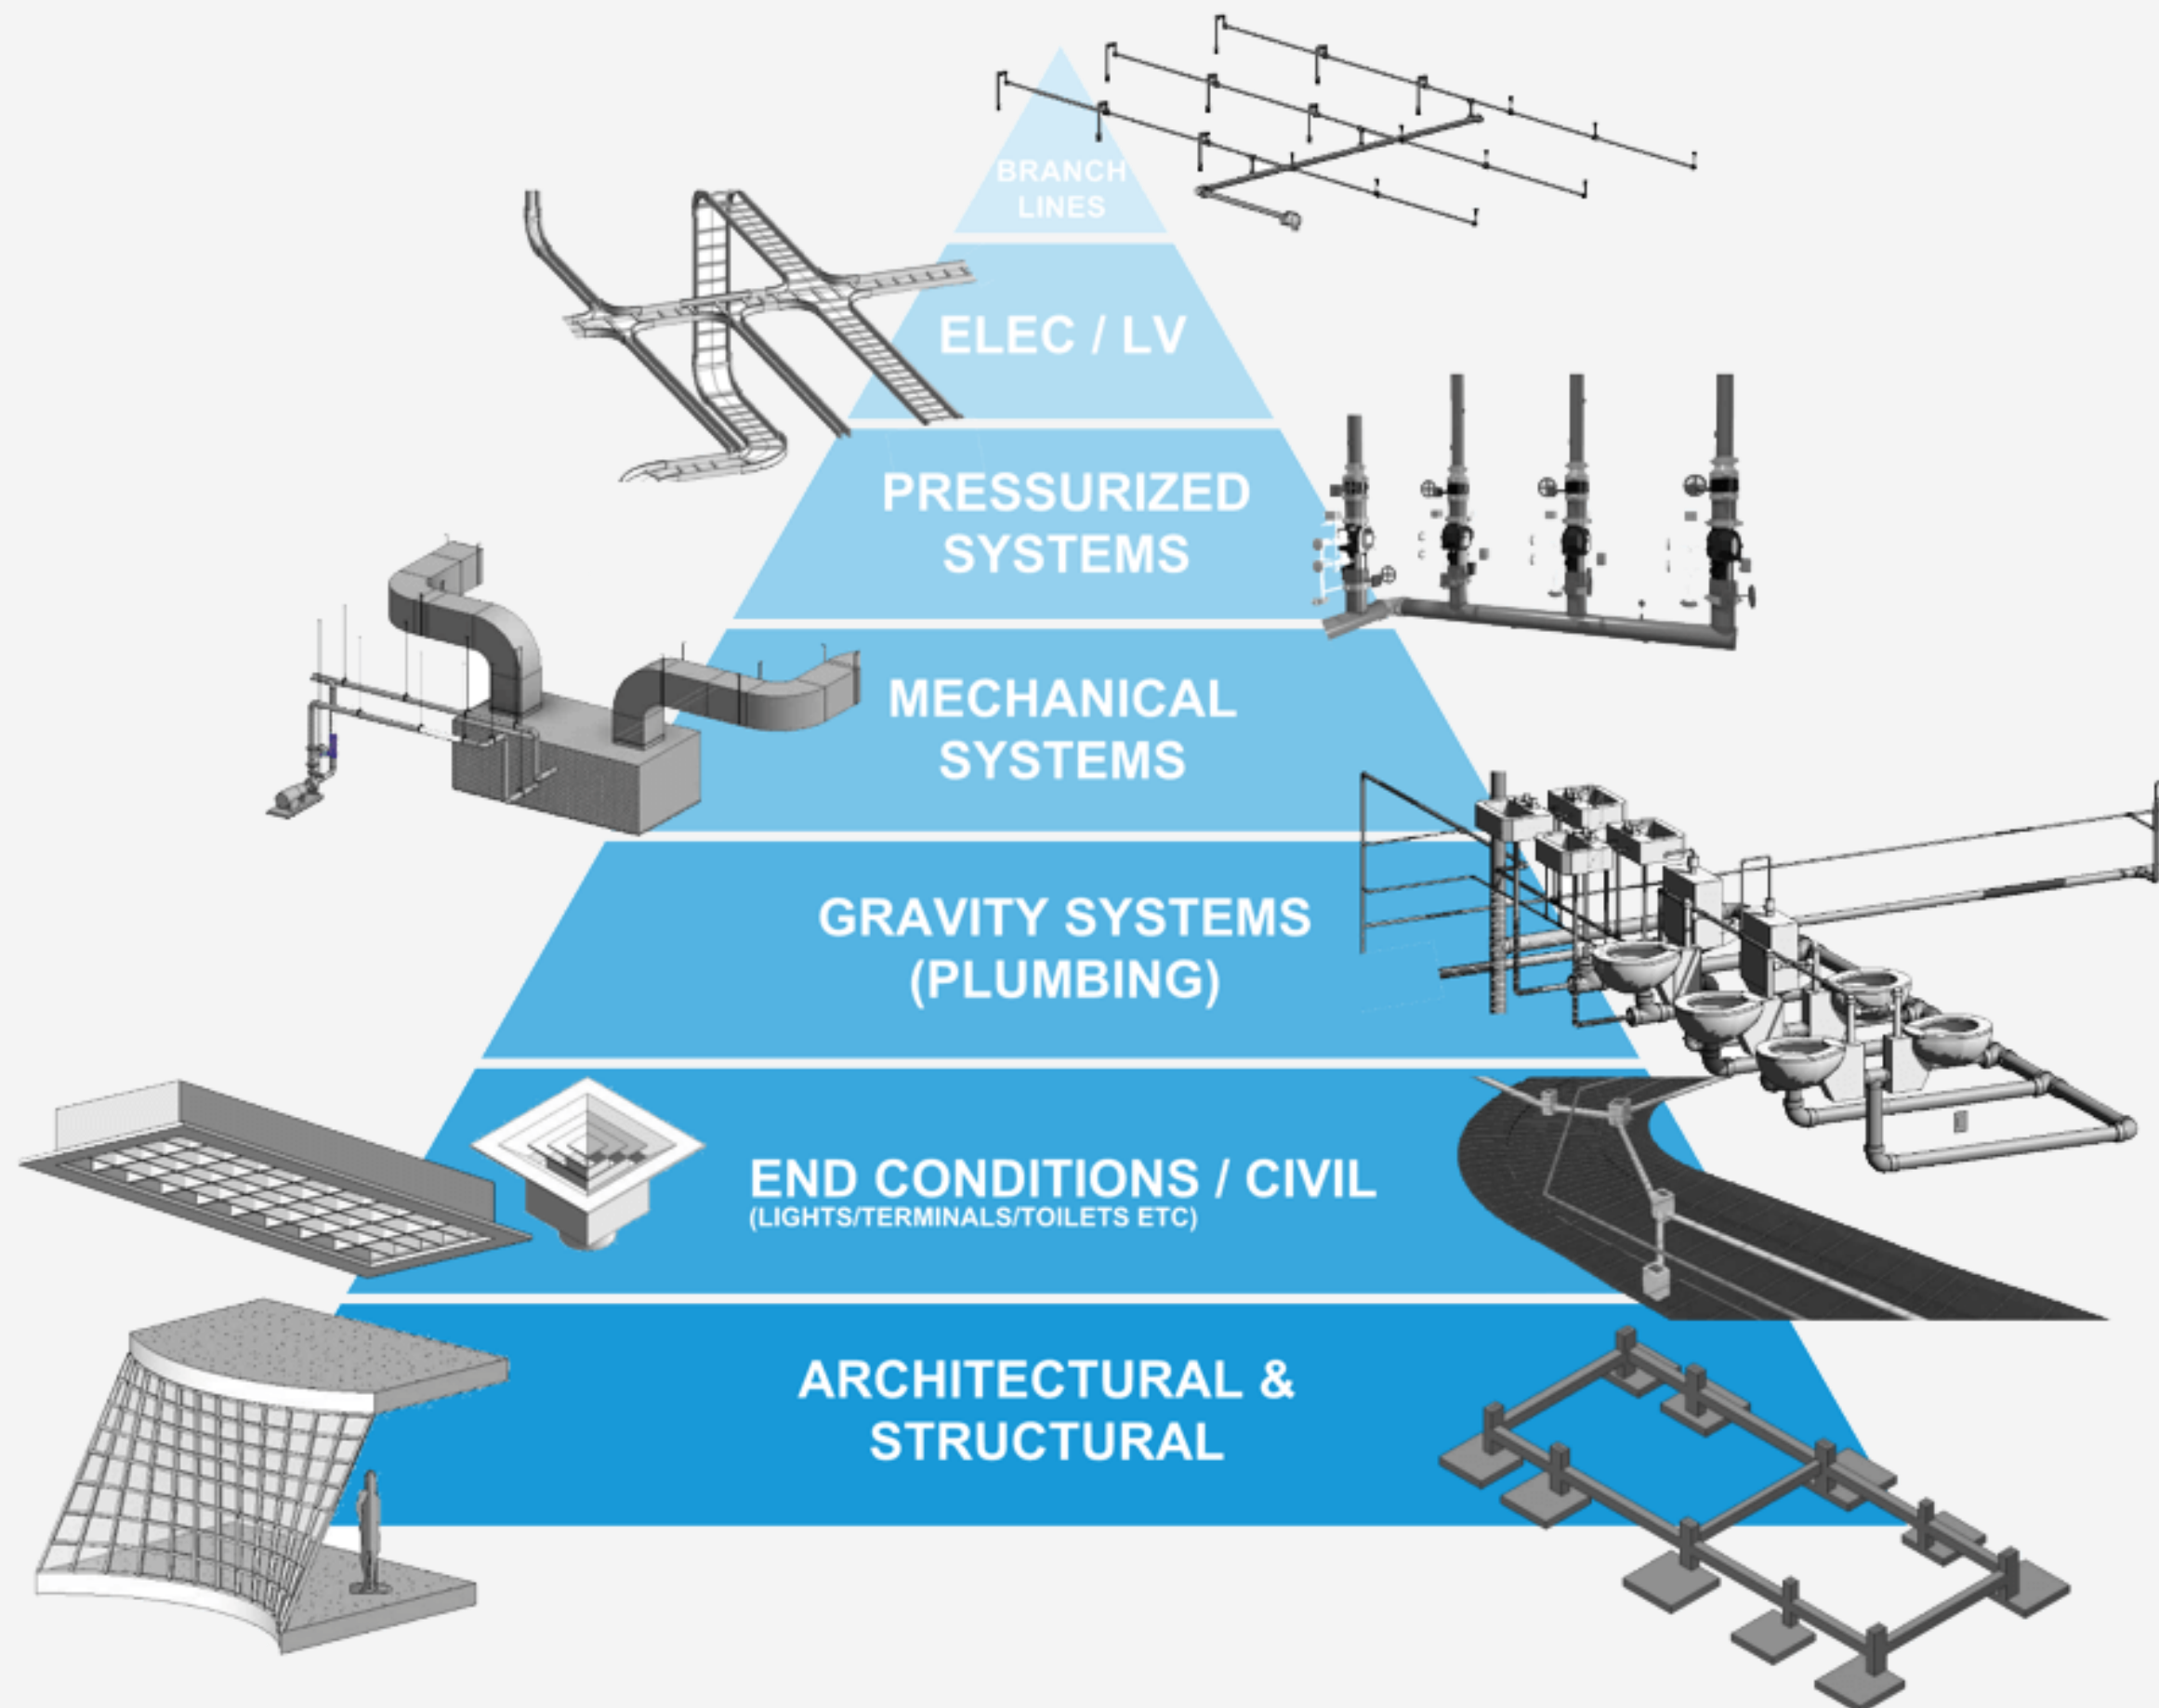 BRANCH
LINES
ELEC / LV
PRESSURIZED
SYSTEMS
MECHANICAL
SYSTEMS
GRAVITY SYSTEMS
(PLUMBING)
END CONDITIONS / CIVIL
(LIGHTS/TERMINALS/TOILETS ETC)
ARCHITECTURAL &
STRUCTURAL